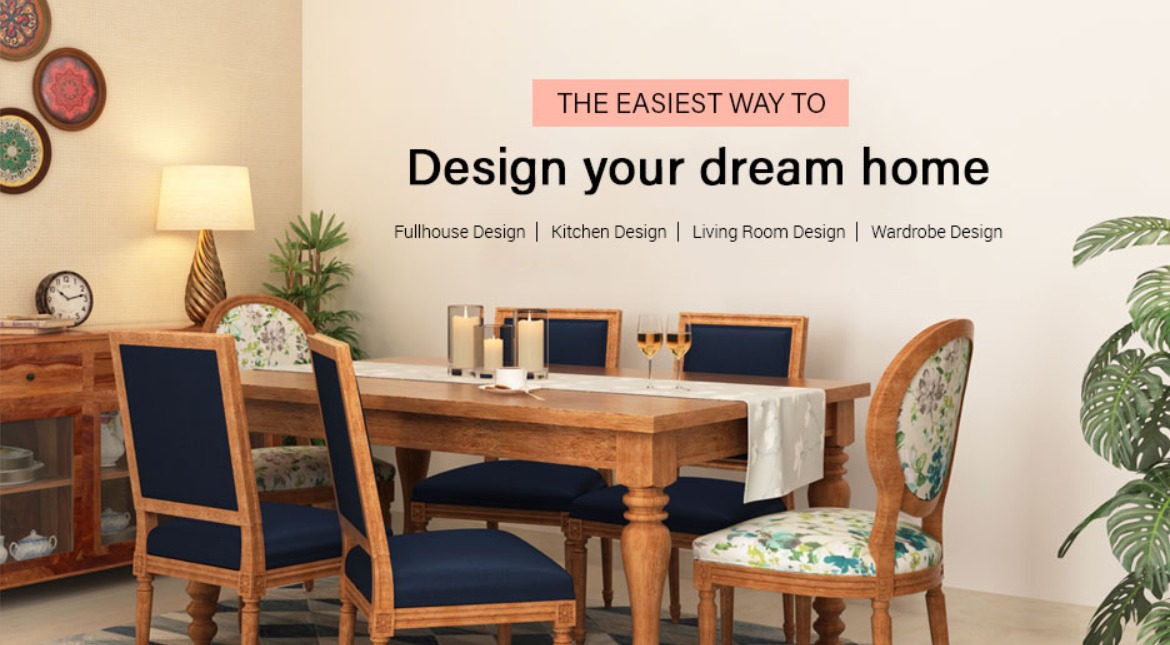 THE EASIEST WAY TO
Design your dream home
Fullhouse Design | Kitchen Design | Living Room Design | Wardrobe Design